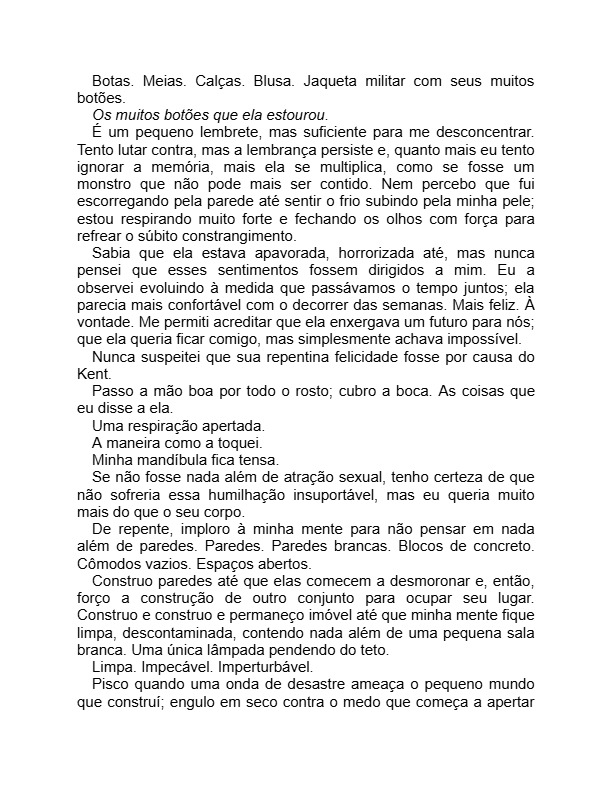 Botas. Meias. Calças. Blusa. Jaqueta militar com seus muitos
botões.
Os muitos botões que ela estourou.
É um pequeno lembrete, mas suficiente para me desconcentrar.
Tento lutar contra, mas a lembrança persiste e, quanto mais eu tento
ignorar a memória, mais ela se multiplica, como se fosse um
monstro que não pode mais ser contido. Nem percebo que fui
escorregando pela parede até sentir o frio subindo pela minha pele;
estou respirando muito forte e fechando os olhos com força para
refrear o súbito constrangimento.
Sabia que ela estava apavorada, horrorizada até, mas nunca
pensei que esses sentimentos fossem dirigidos a mim. Eu a
observei evoluindo à medida que passávamos o tempo juntos; ela
parecia mais confortável com o decorrer das semanas. Mais feliz. À
vontade. Me permiti acreditar que ela enxergava um futuro para nós;
que ela queria ficar comigo, mas simplesmente achava impossível.
Nunca suspeitei que sua repentina felicidade fosse por causa do
Kent.
Passo a mão boa por todo o rosto; cubro a boca. As coisas que
eu disse a ela.
Uma respiração apertada.
A maneira como a toquei.
Minha mandíbula fica tensa.
Se não fosse nada além de atração sexual, tenho certeza de que
não sofreria essa humilhação insuportável, mas eu queria muito
mais do que o seu corpo.
De repente, imploro à minha mente para não pensar em nada
além de paredes. Paredes. Paredes brancas. Blocos de concreto.
Cômodos vazios. Espaços abertos.
Construo paredes até que elas comecem a desmoronar e, então,
forço a construção de outro conjunto para ocupar seu lugar.
Construo e construo e permaneço imóvel até que minha mente fique
limpa, descontaminada, contendo nada além de uma pequena sala
branca. Uma única lâmpada pendendo do teto.
Limpa. Impecável. Imperturbável.
Pisco quando uma onda de desastre ameaça o pequeno mundo
que construí; engulo em seco contra o medo que começa a apertar